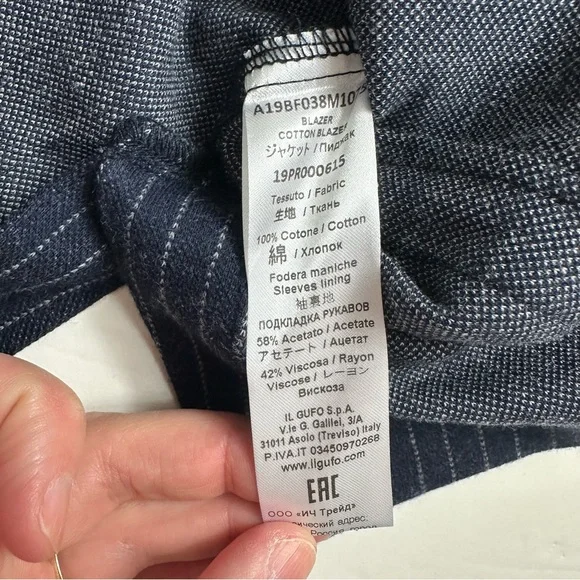 A19BF038M10
BLAZER
COTTON BLAZER
ジャケット / Пиджак
19PR000615
Tessuto / Fabric
生地 / Ткань
100% Cotone / Cotton
綿 / Хлопок
Fodera maniche
Sleeves lining
袖裏地
ПОДКЛАДКА РУКАВОВ
58% Acetato / Acetate
アセテート / Ацетат
42% Viscosa / Rayon
Viscose / レーヨン
Вискоза
IL GUFO S.p.A.
V.le G. Galilei, 3/A
31011 Asolo (Treviso) Italy
P.IVA.IT 03450970268
www.ilgufo.com
EAC
ООО «ИЧ Трейд»
адрес:
Россия, город